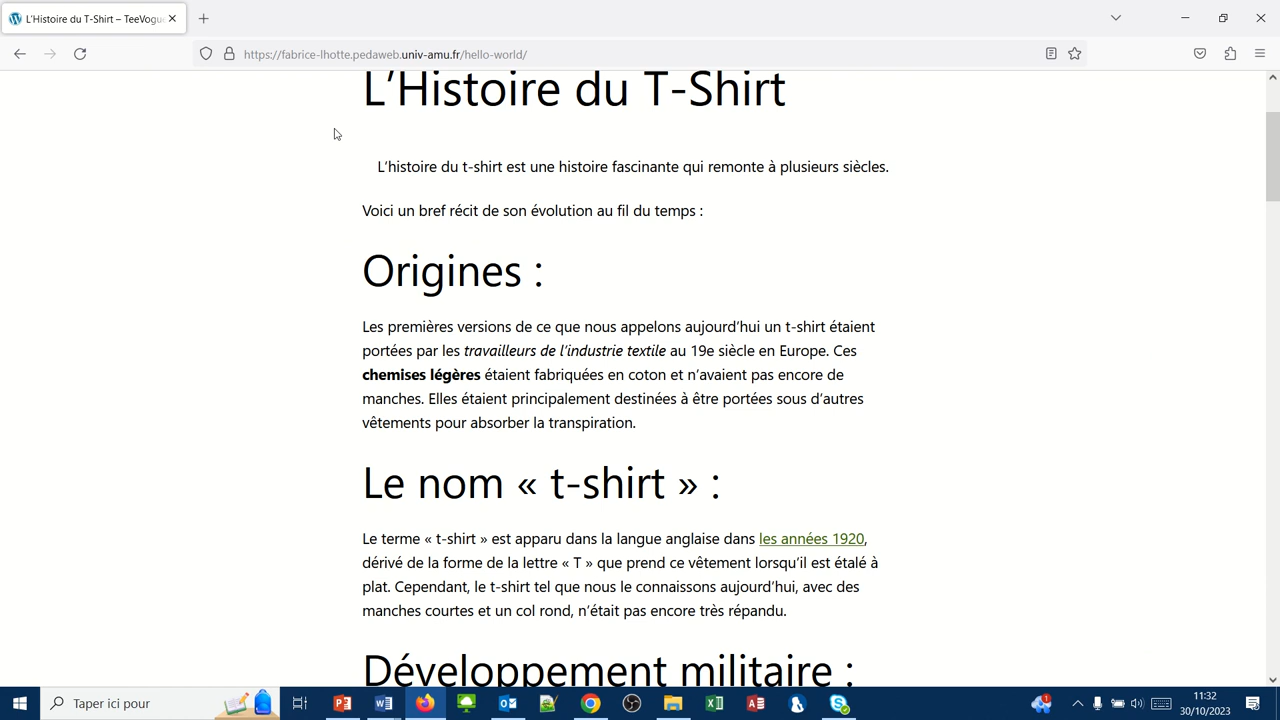 L'Histoire du T-Shirt – TeeVogue
https://fabrice-lhotte.pedaweb.univ-amu.fr/hello-world/
L'Histoire du T-Shirt
L'histoire du t-shirt est une histoire fascinante qui remonte à plusieurs siècles.
Voici un bref récit de son évolution au fil du temps :
Origines :
Les premières versions de ce que nous appelons aujourd'hui un t-shirt étaient
portées par les travailleurs de l'industrie textile au 19e siècle en Europe. Ces
chemises légères étaient fabriquées en coton et n'avaient pas encore de
manches. Elles étaient principalement destinées à être portées sous d'autres
vêtements pour absorber la transpiration.
Le nom « t-shirt » :
Le terme « t-shirt » est apparu dans la langue anglaise dans les années 1920,
dérivé de la forme de la lettre « T » que prend ce vêtement lorsqu'il est étalé à
plat. Cependant, le t-shirt tel que nous le connaissons aujourd'hui, avec des
manches courtes et un col rond, n'était pas encore très répandu.
Développement militaire :
Taper ici pour
11:32
30/10/2023